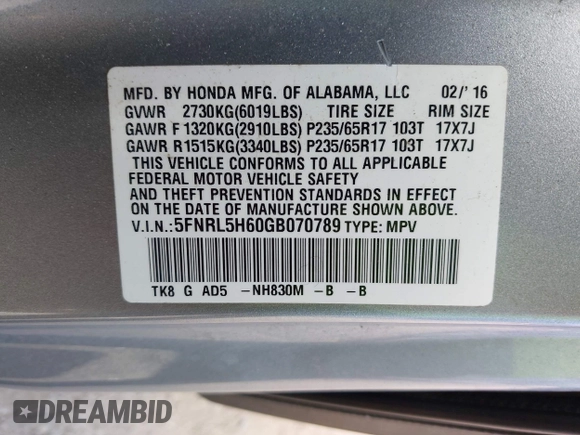 MFD. BY HONDA MFG. OF ALABAMA, LLC 02/' 16
GVWR 2730KG(6019LBS) TIRE SIZE RIM SIZE
GAWR F 1320KG(2910LBS) P235/65R17 103T 17X7J
GAWR R1515KG(3340LBS) P235/65R17 103T 17X7J
THIS VEHICLE CONFORMS TO ALL APPLICABLE
FEDERAL MOTOR VEHICLE SAFETY
AND THEFT PREVENTION STANDARDS IN EFFECT
ON THE DATE OF MANUFACTURE SHOWN ABOVE.
V.I.N.:5FNRL5H60GB070789 TYPE: MPV
TK8 G AD5 -NH830M -B -B
DREAMBID